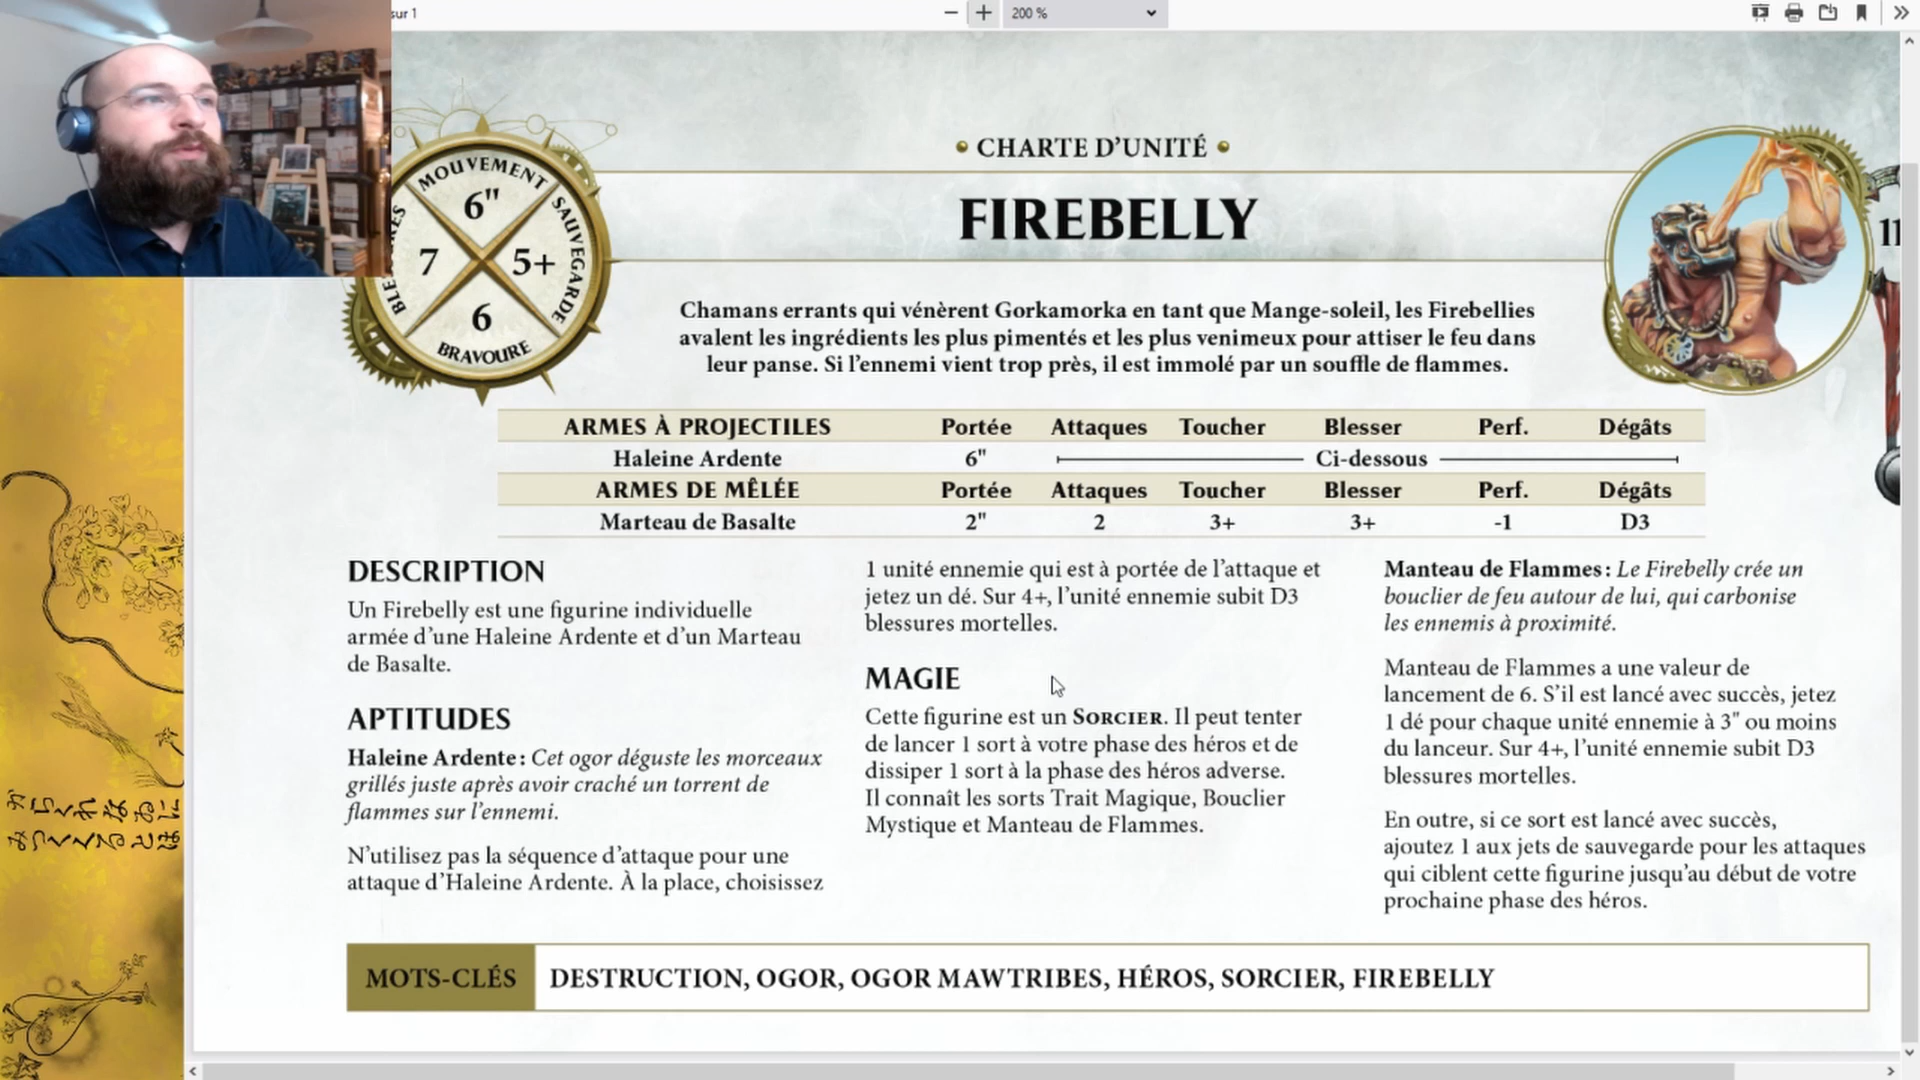 sur 1
200 %
CHARTE D'UNITÉ
FIREBELLY
11
MOUVEMENT
6"
SAUVEGARDE
5+
7
6
BRAVOURE
Chamans errants qui vénèrent Gorkamorka en tant que Mange-soleil, les Firebellies
avalent les ingrédients les plus pimentés et les plus venimeux pour attiser le feu dans
leur panse. Si l'ennemi vient trop près, il est immolé par un souffle de flammes.
ARMES À PROJECTILES Portée Attaques Toucher Blesser Perf. Dégâts
Haleine Ardente 6" Ci-dessous
ARMES DE MÊLÉE Portée Attaques Toucher Blesser Perf. Dégâts
Marteau de Basalte 2" 2 3+ 3+ -1 D3
DESCRIPTION
Un Firebelly est une figurine individuelle
armée d'une Haleine Ardente et d'un Marteau
de Basalte.
APTITUDES
Haleine Ardente : Cet ogor déguste les morceaux
grillés juste après avoir craché un torrent de
flammes sur l'ennemi.
N'utilisez pas la séquence d'attaque pour une
attaque d'Haleine Ardente. À la place, choisissez
1 unité ennemie qui est à portée de l'attaque et
jetez un dé. Sur 4+, l'unité ennemie subit D3
blessures mortelles.
MAGIE
Cette figurine est un SORCIER. Il peut tenter
de lancer 1 sort à votre phase des héros et de
dissiper 1 sort à la phase des héros adverse.
Il connaît les sorts Trait Magique, Bouclier
Mystique et Manteau de Flammes.
Manteau de Flammes : Le Firebelly crée un
bouclier de feu autour de lui, qui carbonise
les ennemis à proximité.
Manteau de Flammes a une valeur de
lancement de 6. S'il est lancé avec succès, jetez
1 dé pour chaque unité ennemie à 3" ou moins
du lanceur. Sur 4+, l'unité ennemie subit D3
blessures mortelles.
En outre, si ce sort est lancé avec succès,
ajoutez 1 aux jets de sauvegarde pour les attaques
qui ciblent cette figurine jusqu'au début de votre
prochaine phase des héros.
MOTS-CLÉS DESTRUCTION, OGOR, OGOR MAWTRIBES, HÉROS, SORCIER, FIREBELLY